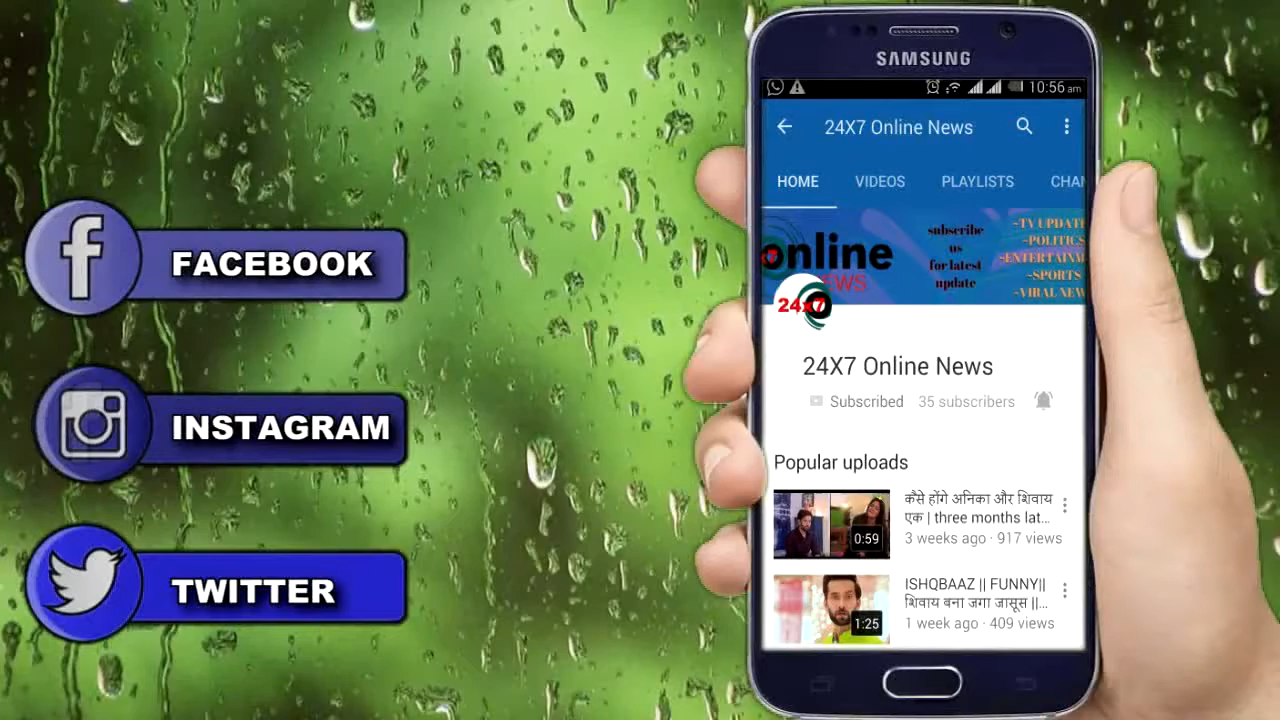 FACEBOOK
INSTAGRAM
TWITTER
SAMSUNG
10:56 am
24X7 Online News
HOME VIDEOS PLAYLISTS CHAN
online
NEWS
subscribe
us
for latest
update
~TV UPDATE
~POLITICS
~ENTERTAINM
~SPORTS
~VIRAL NEW
24x7
24X7 Online News
Subscribed 35 subscribers
Popular uploads
0:59
कैसे होंगे अनिका और शिवाय
एक | three months lat...
3 weeks ago · 917 views
1:25
ISHQBAAZ || FUNNY||
शिवाय बना जगा जासूस ||...
1 week ago · 409 views